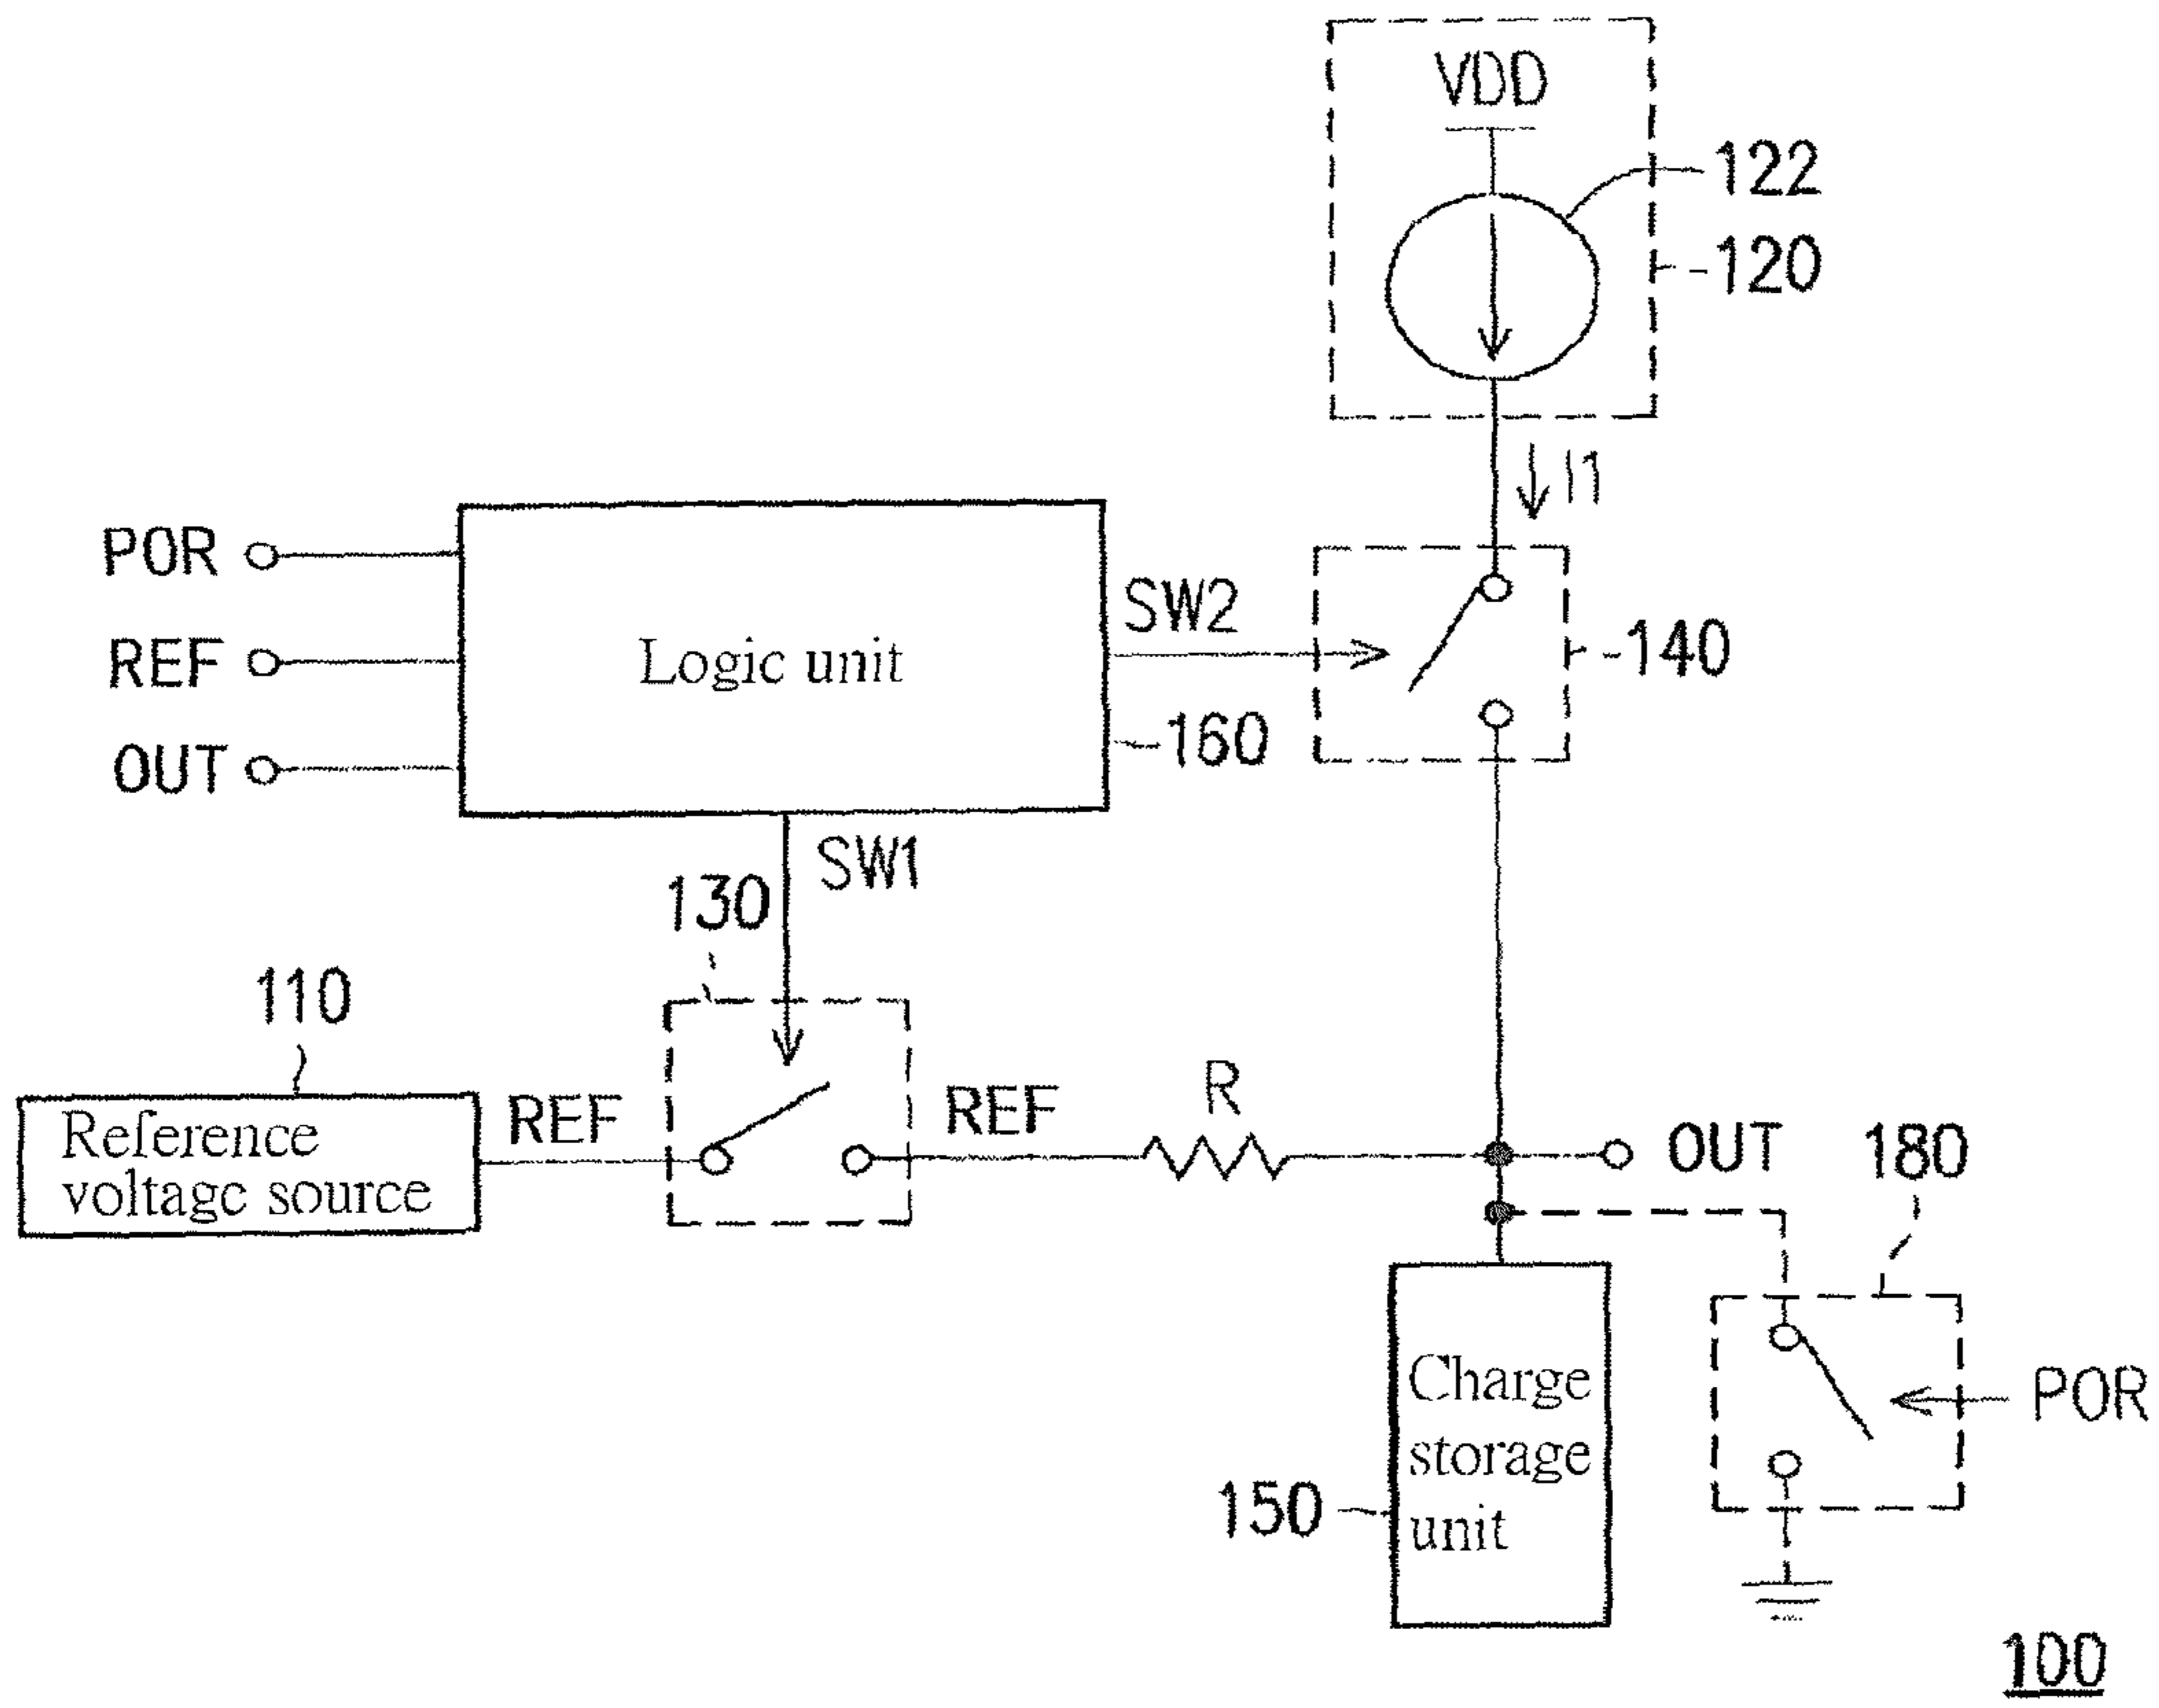 VDD
122
120
I1
POR
REF
OUT
Logic unit
SW2
140
160
SW1
130
110
Reference
voltage source
REF
REF
R
OUT
180
Charge
storage
unit
150
POR
100